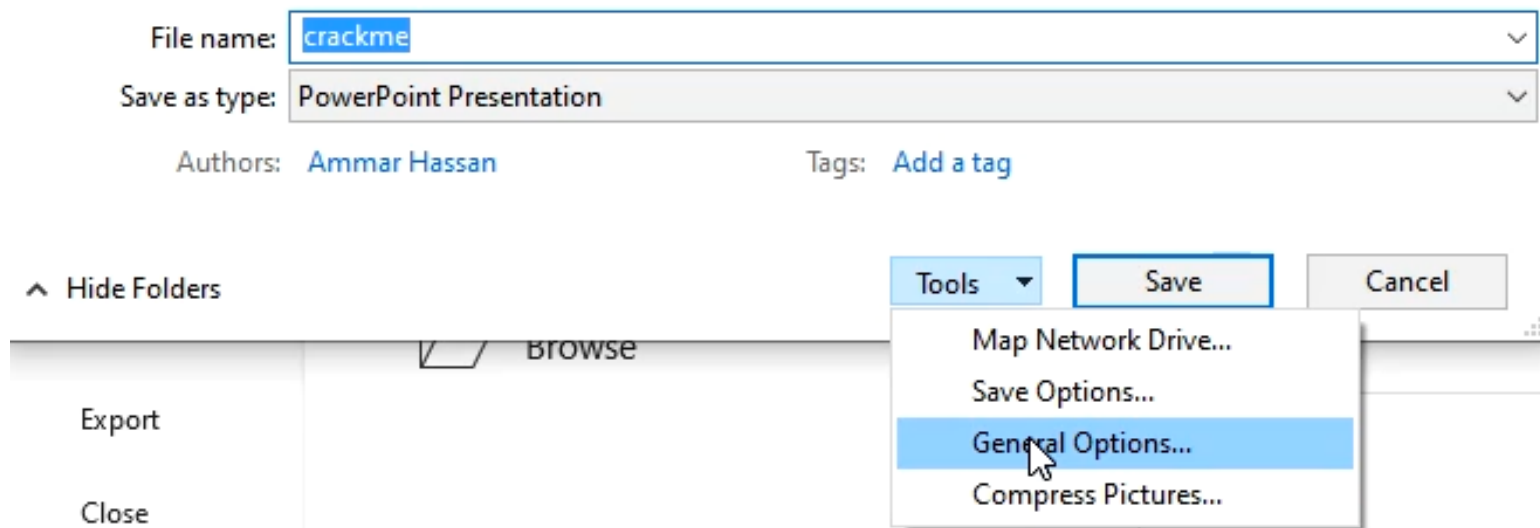 File name: crackme
Save as type: PowerPoint Presentation
Authors: Ammar Hassan Tags: Add a tag
Hide Folders Tools Save Cancel
Browse Map Network Drive...
Save Options...
Export General Options...
Close Compress Pictures...